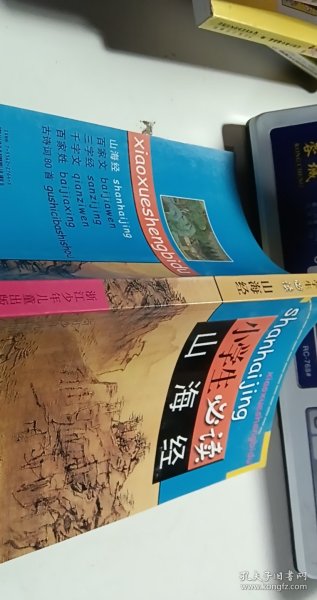 Shanhaijing
小学生必读
山海经
山海经
浙江少年儿童出版
xiaoxueshengbidu
山海经 shanhaijing
百家文 baijiawen
三字经 sanzijing
千字文 qianziwen
百家姓 baijiaxing
古诗词80首 gushicibashishou
RC-768#
孔夫子旧书网